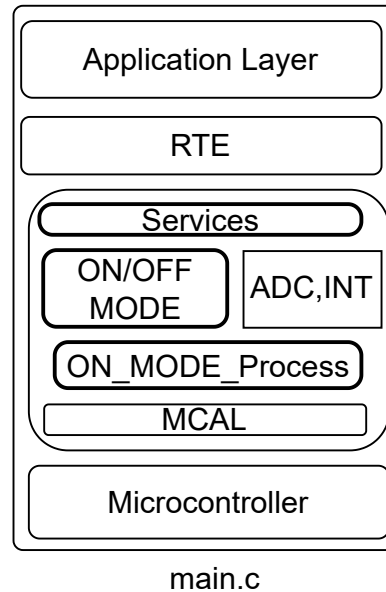 Application Layer
RTE
Services
ON/OFF
MODE
ADC,INT
ON_MODE_Process
MCAL
Microcontroller
main.c